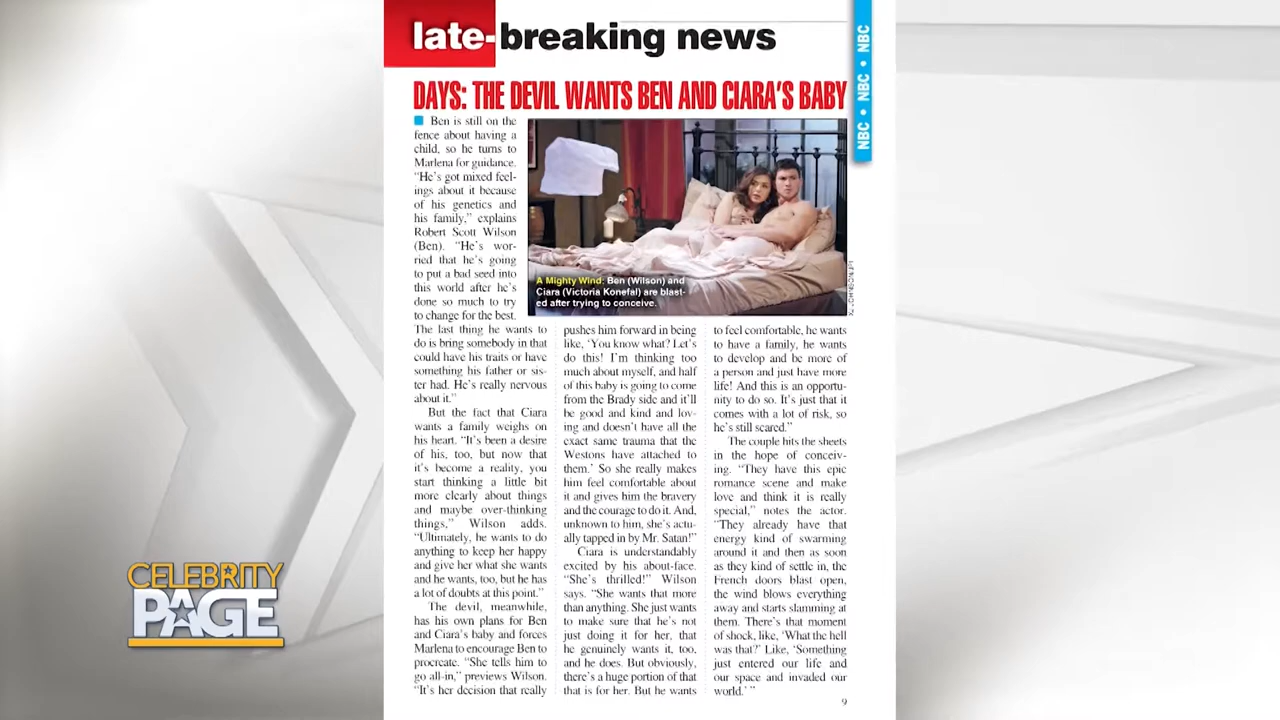 late-breaking news
NBC • NBC • NBC
DAYS: THE DEVIL WANTS BEN AND CIARA'S BABY
Ben is still on the
fence about having a
child, so he turns to
Marlena for guidance.
“He's got mixed feel-
ings about it because
of his genetics and
his family,” explains
Robert Scott Wilson
(Ben). “He's wor-
ried that he's going
to put a bad seed into
this world after he's
done so much to try
to change for the best.
The last thing he wants to
do is bring somebody in that
could have his traits or have
something his father or sis-
ter had. He's really nervous
about it.”
But the fact that Ciara
wants a family weighs on
his heart. “It's been a desire
of his, too, but now that
it's become a reality, you
start thinking a little bit
more clearly about things
and maybe over-thinking
things,” Wilson adds.
“Ultimately, he wants to do
anything to keep her happy
and give her what she wants
and he wants, too, but he has
a lot of doubts at this point.”
The devil, meanwhile,
has his own plans for Ben
and Ciara's baby and forces
Marlena to encourage Ben to
procreate. “She tells him to
go all-in,” previews Wilson.
“It's her decision that really
A Mighty Wind: Ben (Wilson) and
Ciara (Victoria Konefal) are blast-
ed after trying to conceive.
pushes him forward in being
like, ‘You know what? Let's
do this! I'm thinking too
much about myself, and half
of this baby is going to come
from the Brady side and it'll
be good and kind and lov-
ing and doesn't have all the
exact same trauma that the
Westons have attached to
them.’ So she really makes
him feel comfortable about
it and gives him the bravery
and the courage to do it. And,
unknown to him, she's actu-
ally tapped in by Mr. Satan!”
Ciara is understandably
excited by his about-face.
“She's thrilled!” Wilson
says. “She wants that more
than anything. She just wants
to make sure that he's not
just doing it for her, that
he genuinely wants it, too,
and he does. But obviously,
there's a huge portion of that
that is for her. But he wants
to feel comfortable, he wants
to have a family, he wants
to develop and be more of
a person and just have more
life! And this is an opportu-
nity to do so. It's just that it
comes with a lot of risk, so
he's still scared.”
The couple hits the sheets
in the hope of conceiv-
ing. “They have this epic
romance scene and make
love and think it is really
special,” notes the actor.
“They already have that
energy kind of swarming
around it and then as soon
as they kind of settle in, the
French doors blast open,
the wind blows everything
away and starts slamming at
them. There's that moment
of shock, like, ‘What the hell
was that?’ Like, ‘Something
just entered our life and
our space and invaded our
world.’ ”
9
CELEBRITY
PAGE